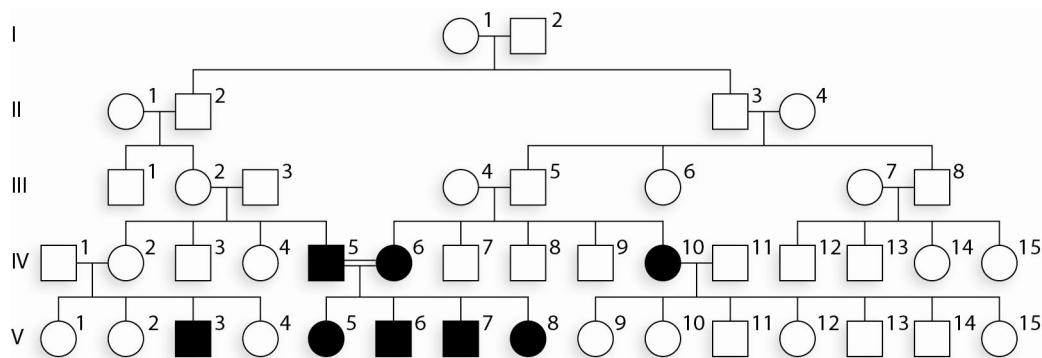 I 1 2
II 1 2 3 4
III 1 2 3 4 5 6 7 8
IV 1 2 3 4 5 6 7 8 9 10 11 12 13 14 15
V 1 2 3 4 5 6 7 8 9 10 11 12 13 14 15